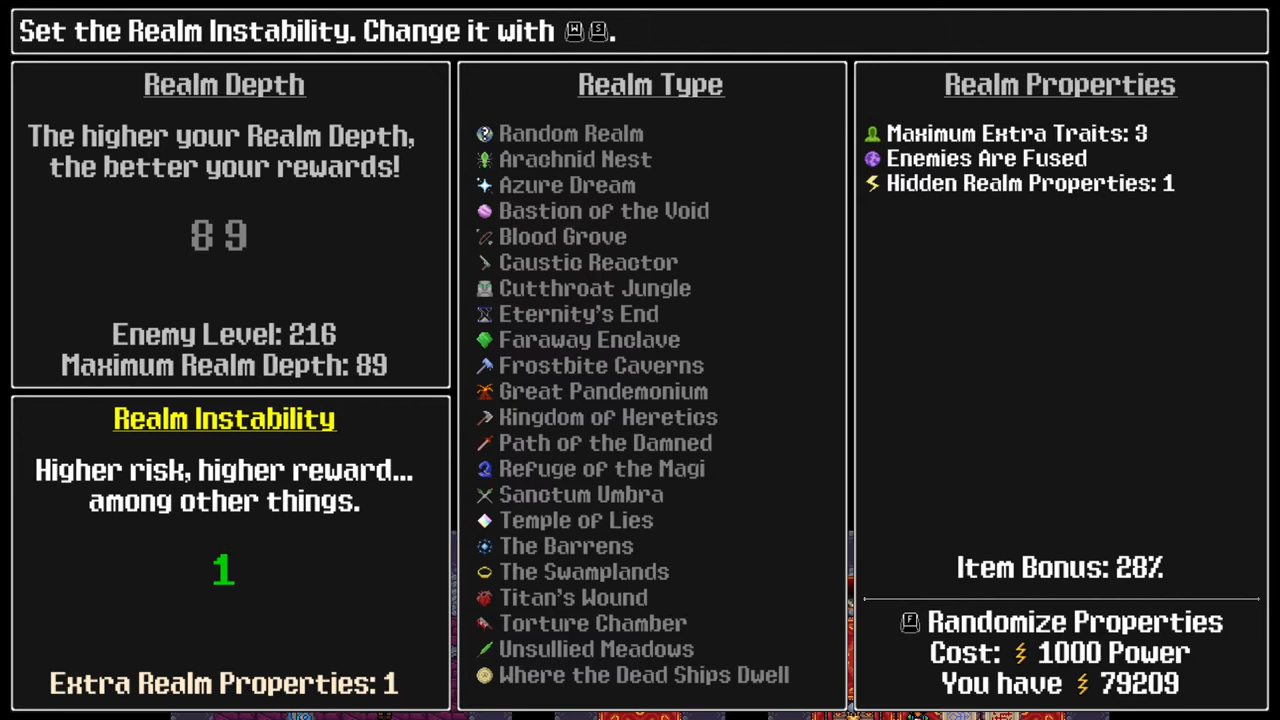 Set the Realm Instability. Change it with W S.
Realm Depth
The higher your Realm Depth,
the better your rewards!
89
Enemy Level: 216
Maximum Realm Depth: 89
Realm Instability
Higher risk, higher reward...
among other things.
1
Extra Realm Properties: 1
Realm Type
Random Realm
Arachnid Nest
Azure Dream
Bastion of the Void
Blood Grove
Caustic Reactor
Cutthroat Jungle
Eternity's End
Faraway Enclave
Frostbite Caverns
Great Pandemonium
Kingdom of Heretics
Path of the Damned
Refuge of the Magi
Sanctum Umbra
Temple of Lies
The Barrens
The Swamplands
Titan's Wound
Torture Chamber
Unsullied Meadows
Where the Dead Ships Dwell
Realm Properties
Maximum Extra Traits: 3
Enemies Are Fused
Hidden Realm Properties: 1
Item Bonus: 28%
F Randomize Properties
Cost: 1000 Power
You have 79209